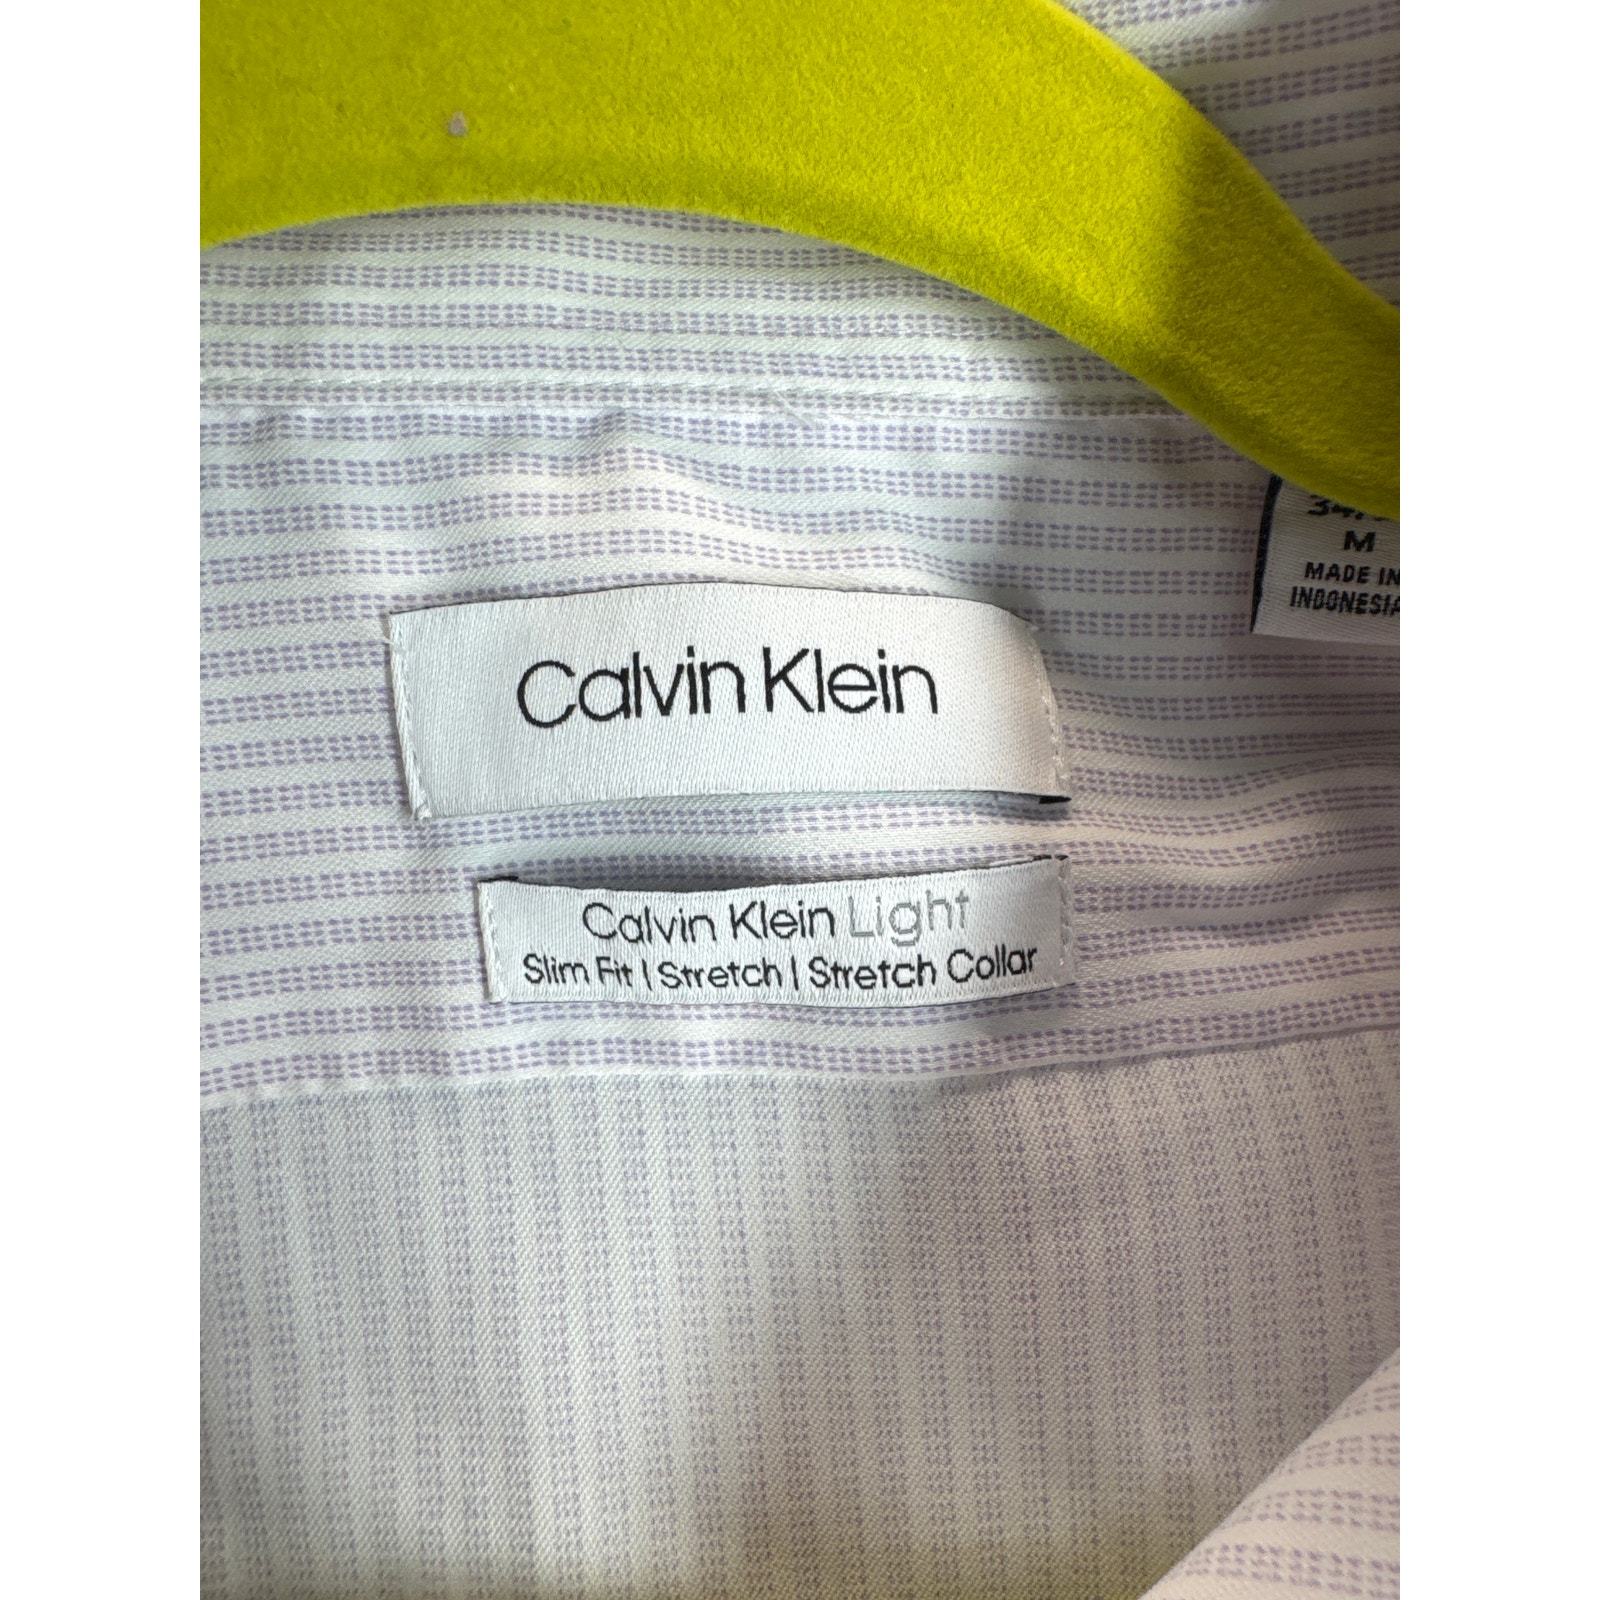 M
MADE IN
INDONESIA
Calvin Klein
Calvin Klein Light
Slim Fit | Stretch | Stretch Collar